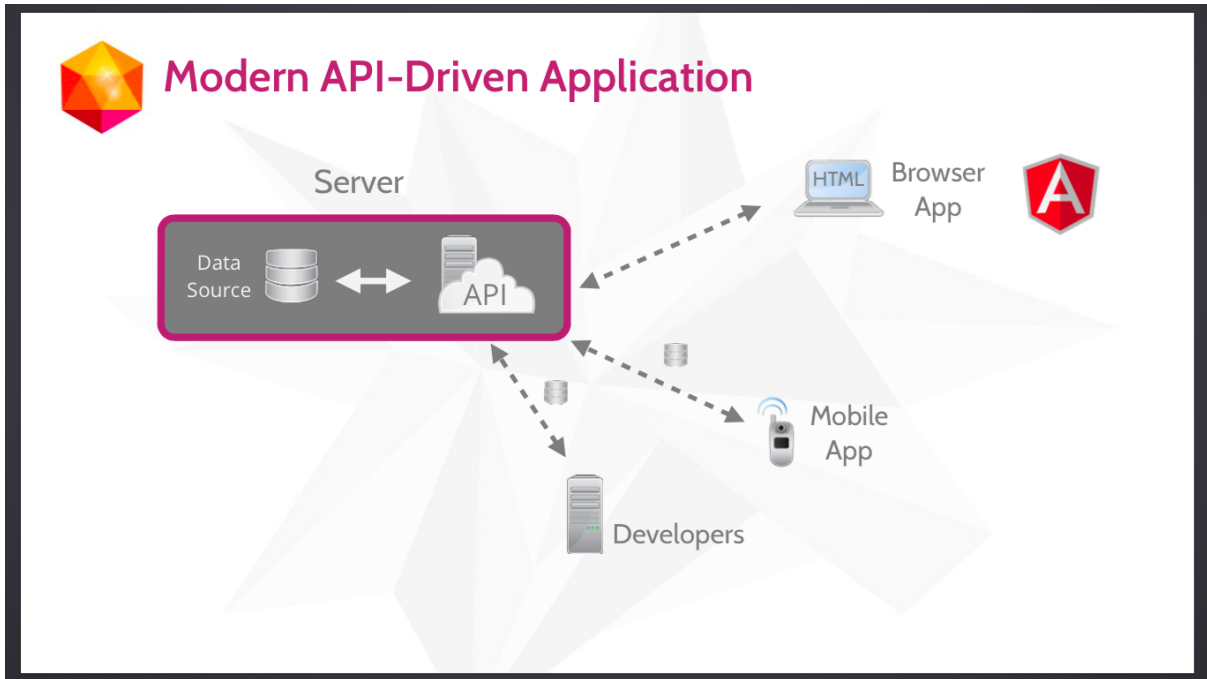 Modern API-Driven Application
Server
Data
Source
API
HTML
Browser
App
A
Mobile
App
Developers